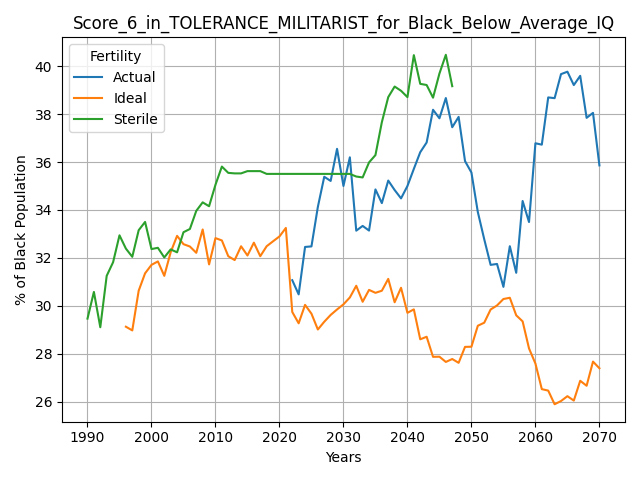 Score_6_in_TOLERANCE_MILITARIST_for_Black_Below_Average_IQ
Fertility
Actual
Ideal
Sterile
% of Black Population
40
38
36
34
32
30
28
26
1990 2000 2010 2020 2030 2040 2050 2060 2070
Years